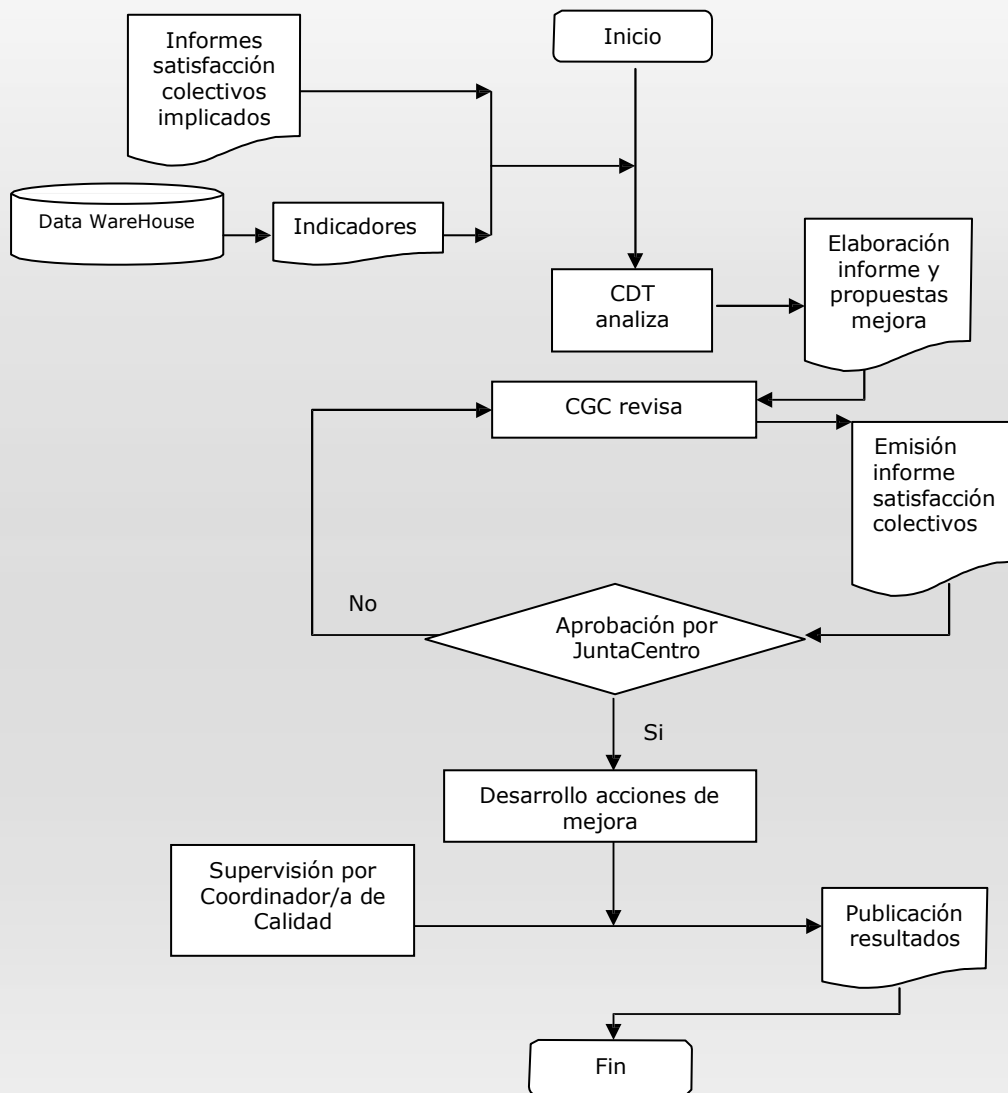 Inicio
Informes
satisfacción
colectivos
implicados
Data WareHouse
Indicadores
CDT
analiza
Elaboración
informe y
propuestas
mejora
CGC revisa
Emisión
informe
satisfacción
colectivos
No
Aprobación por
JuntaCentro
Si
Desarrollo acciones de
mejora
Supervisión por
Coordinador/a de
Calidad
Publicación
resultados
Fin